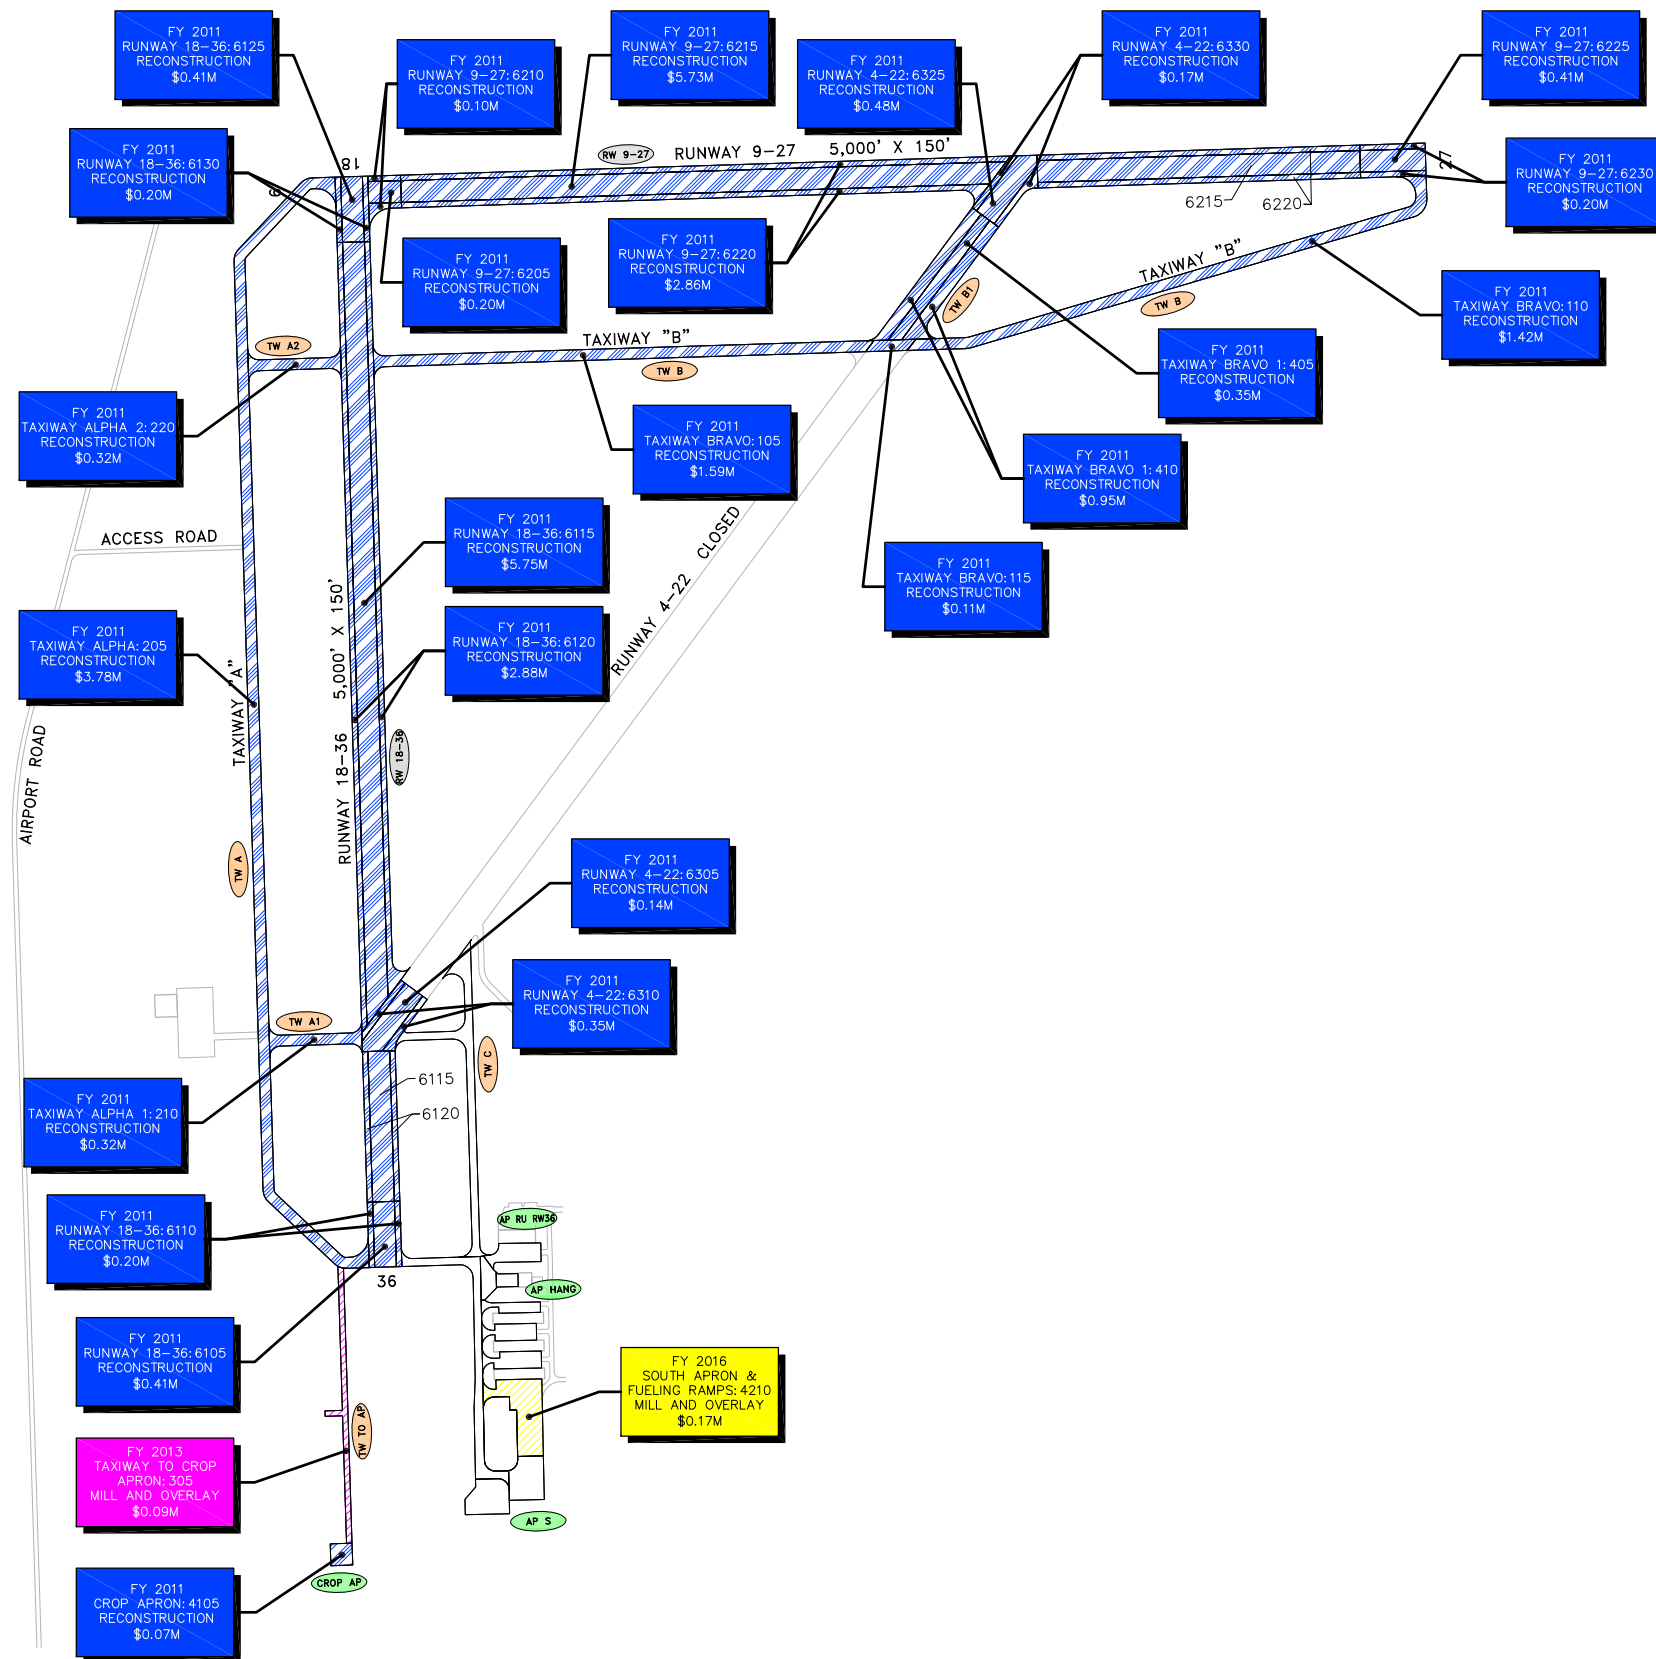 FY 2011
RUNWAY 18-36:6125
RECONSTRUCTION
$0.41M
FY 2011
RUNWAY 9-27:6210
RECONSTRUCTION
$0.10M
FY 2011
RUNWAY 9-27:6215
RECONSTRUCTION
$5.73M
FY 2011
RUNWAY 4-22:6325
RECONSTRUCTION
$0.48M
FY 2011
RUNWAY 4-22:6330
RECONSTRUCTION
$0.17M
FY 2011
RUNWAY 9-27:6225
RECONSTRUCTION
$0.41M
FY 2011
RUNWAY 18-36:6130
RECONSTRUCTION
$0.20M
18
9
RW 9-27
RUNWAY 9-27
5,000' X 150'
27
FY 2011
RUNWAY 9-27:6230
RECONSTRUCTION
$0.20M
6215
6220
FY 2011
RUNWAY 9-27:6205
RECONSTRUCTION
$0.20M
FY 2011
RUNWAY 9-27:6220
RECONSTRUCTION
$2.86M
TAXIWAY "B"
TW B
TW B1
FY 2011
TAXIWAY BRAVO:110
RECONSTRUCTION
$1.42M
TW A2
TAXIWAY "B"
TW B
FY 2011
TAXIWAY BRAVO 1:405
RECONSTRUCTION
$0.35M
FY 2011
TAXIWAY ALPHA 2:220
RECONSTRUCTION
$0.32M
FY 2011
TAXIWAY BRAVO:105
RECONSTRUCTION
$1.59M
FY 2011
TAXIWAY BRAVO 1:410
RECONSTRUCTION
$0.95M
ACCESS ROAD
FY 2011
RUNWAY 18-36:6115
RECONSTRUCTION
$5.75M
RUNWAY 4-22 CLOSED
FY 2011
TAXIWAY BRAVO:115
RECONSTRUCTION
$0.11M
FY 2011
TAXIWAY ALPHA:205
RECONSTRUCTION
$3.78M
FY 2011
RUNWAY 18-36:6120
RECONSTRUCTION
$2.88M
TAXIWAY "A"
RUNWAY 18-36 5,000' X 150'
RW 18-36
AIRPORT ROAD
TW A
FY 2011
RUNWAY 4-22:6305
RECONSTRUCTION
$0.14M
FY 2011
RUNWAY 4-22:6310
RECONSTRUCTION
$0.35M
TW A1
TW C
6115
6120
FY 2011
TAXIWAY ALPHA 1:210
RECONSTRUCTION
$0.32M
FY 2011
RUNWAY 18-36:6110
RECONSTRUCTION
$0.20M
AP RU RW36
36
AP HANG
FY 2011
RUNWAY 18-36:6105
RECONSTRUCTION
$0.41M
FY 2016
SOUTH APRON &
FUELING RAMPS:4210
MILL AND OVERLAY
$0.17M
TW TO AP
FY 2013
TAXIWAY TO CROP
APRON:305
MILL AND OVERLAY
$0.09M
AP S
CROP AP
FY 2011
CROP APRON:4105
RECONSTRUCTION
$0.07M